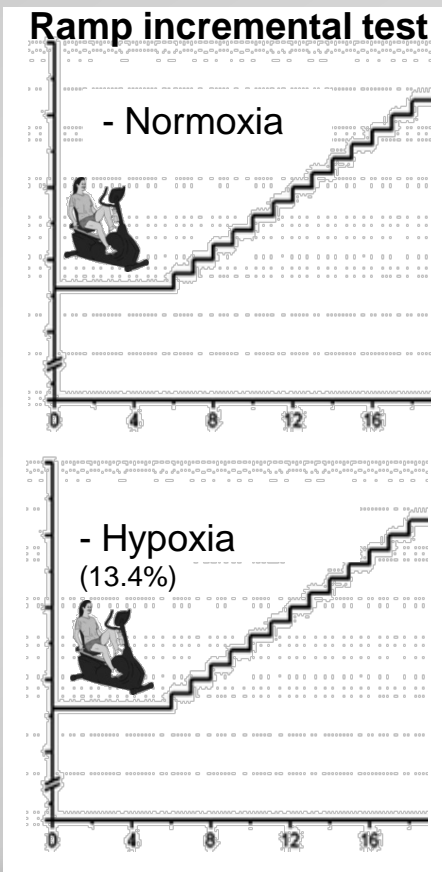 Ramp incremental test
- Normoxia
0 4 8 12 16
- Hypoxia
(13.4%)
0 4 8 12 16